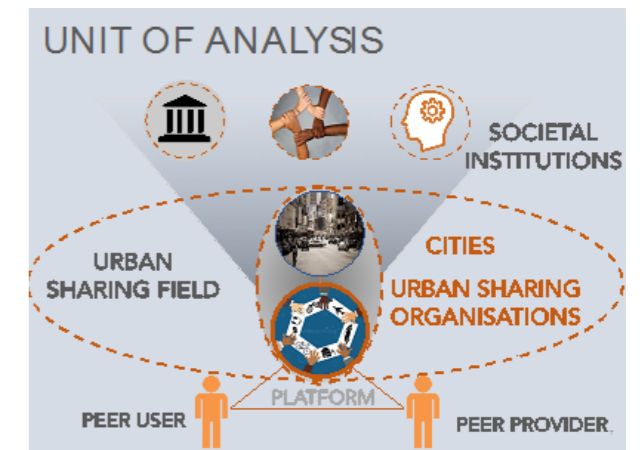 UNIT OF ANALYSIS
SOCIETAL
INSTITUTIONS
URBAN
SHARING FIELD
CITIES
URBAN SHARING
ORGANISATIONS
PLATFORM
PEER USER
PEER PROVIDER